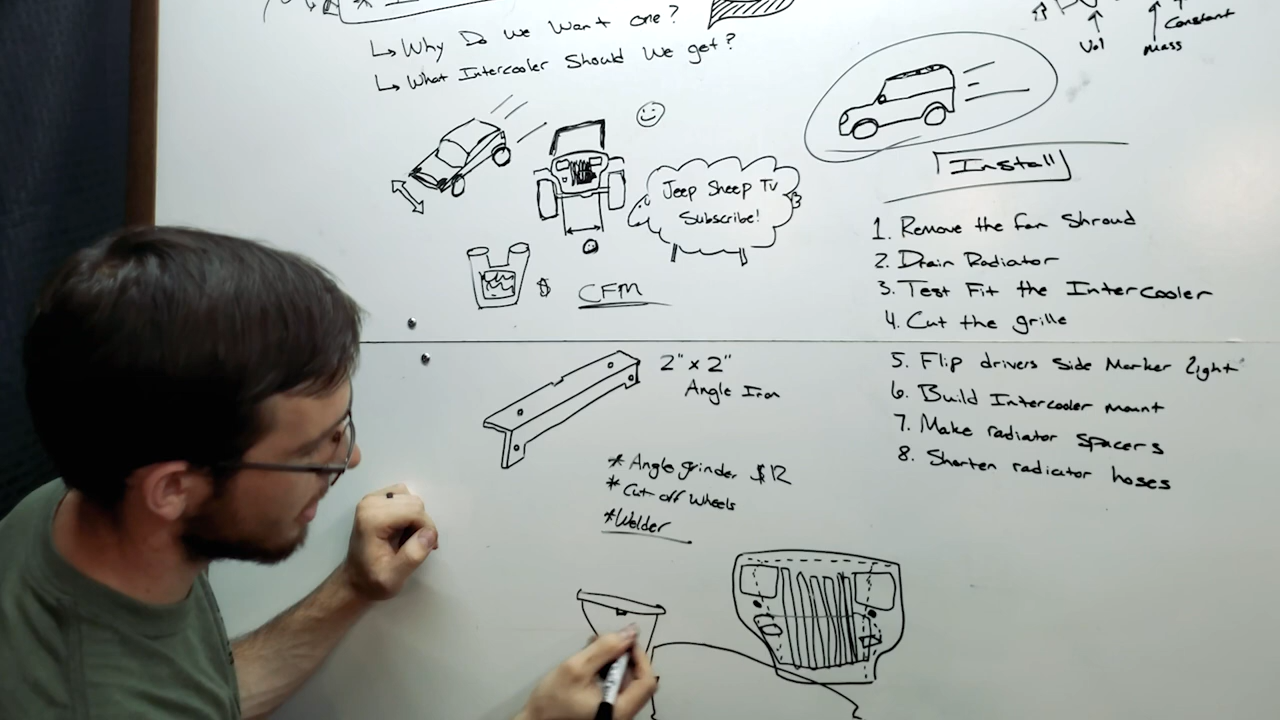 Why Do we want one?
What Intercooler Should We get?
Vol
mass
Constant
Jeep Sheep Tv
Subscribe!
$
CFM
Install
1. Remove the fan Shroud
2. Drain Radiator
3. Test Fit the Intercooler
4. Cut the grille
5. Flip drivers Side Marker light
6. Build Intercooler mount
7. Make radiator Spacers
8. Shorten radiator hoses
2" x 2"
Angle Iron
* Angle grinder $12
* Cut off Wheels
* Welder